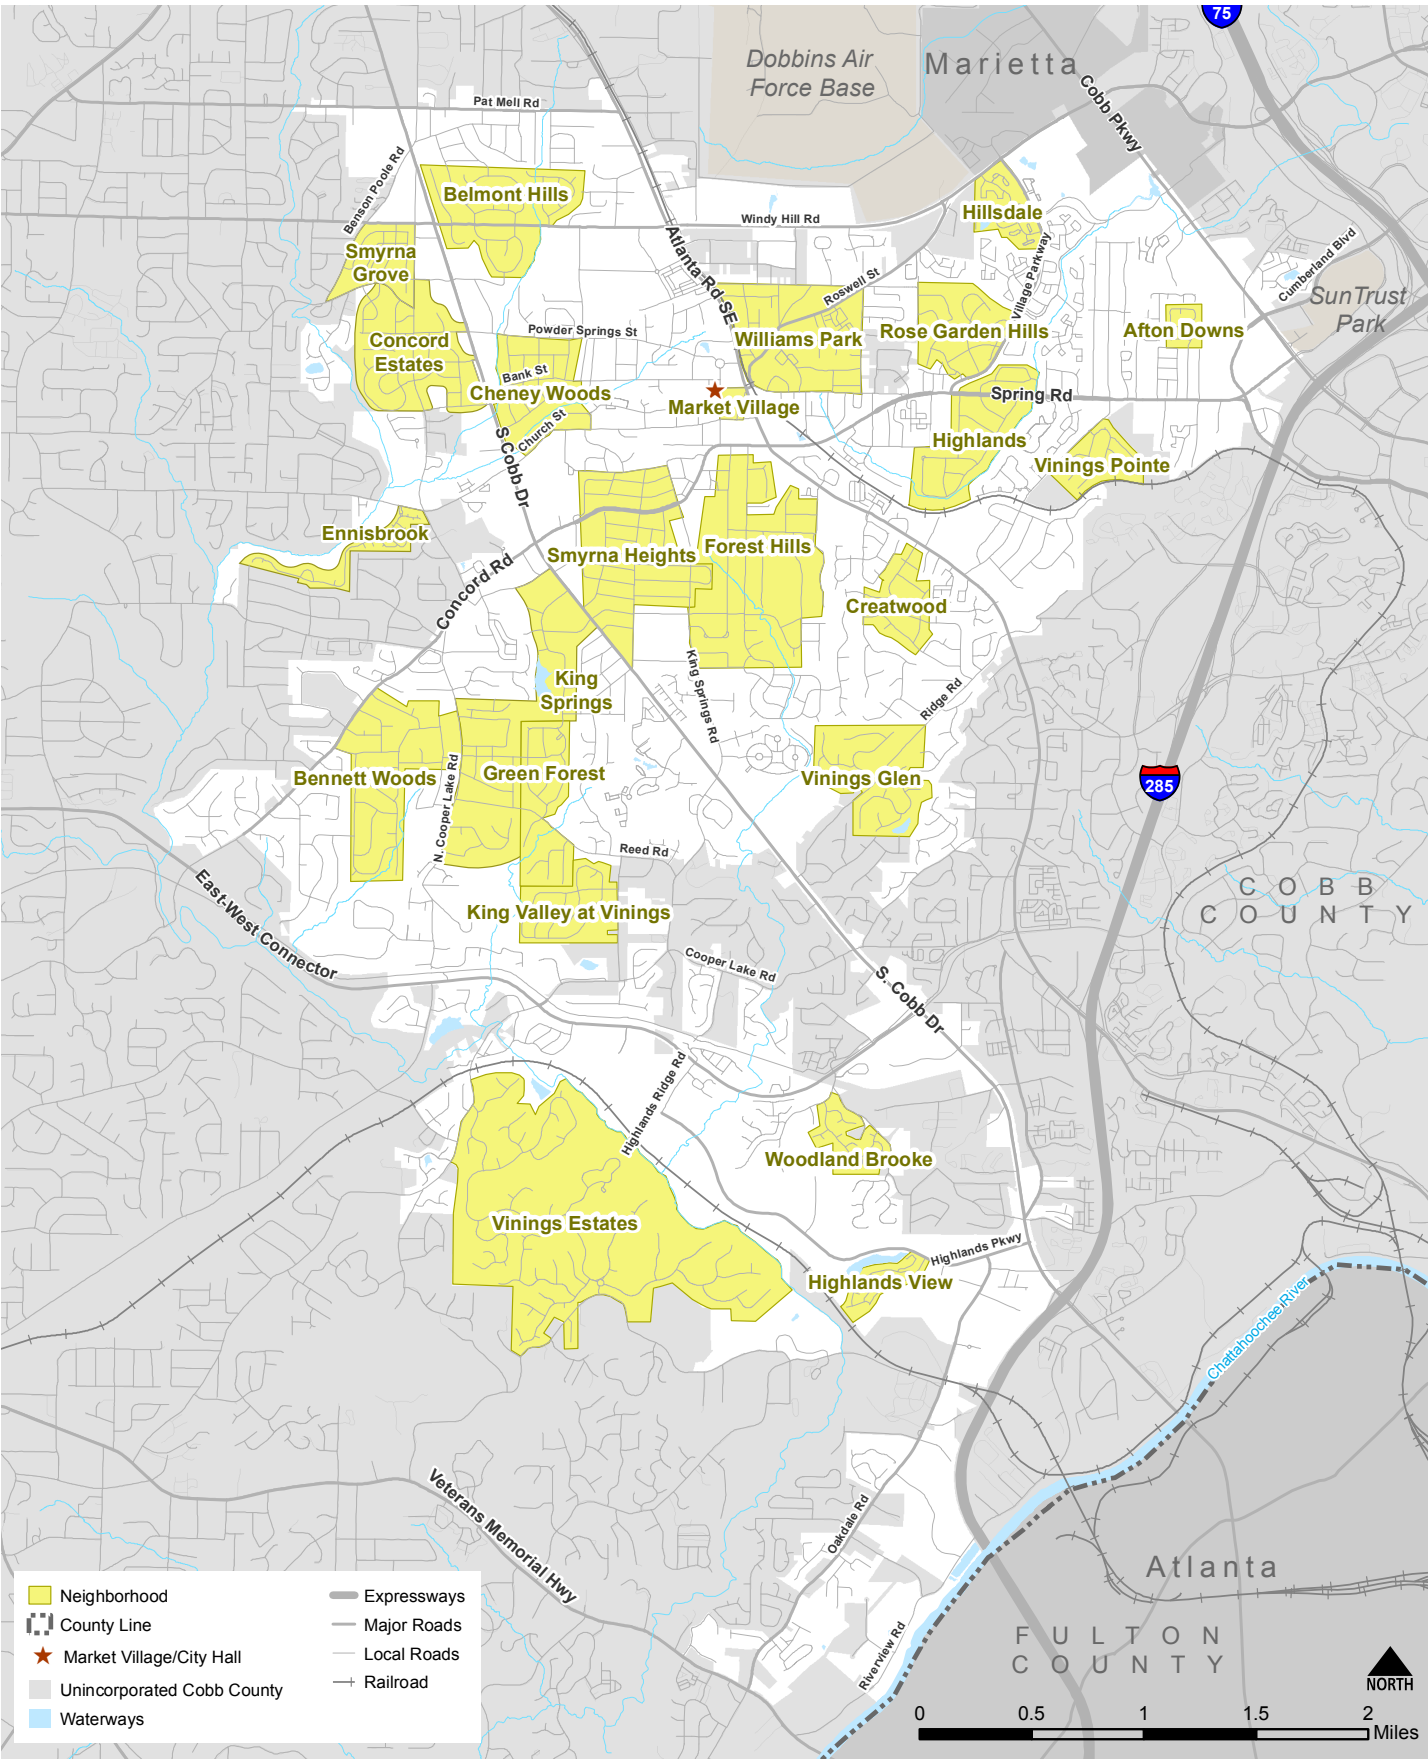 75
Dobbins Air
Force Base
Marietta
Cobb Pkwy
Pat Mell Rd
Benson Poole Rd
Belmont Hills
Hillsdale
Windy Hill Rd
Smyrna
Grove
Atlanta Rd SE
Village Parkway
Cumberland Blvd
Roswell St
SunTrust
Park
Powder Springs St
Concord
Estates
Williams Park
Rose Garden Hills
Afton Downs
Bank St
Cheney Woods
Market Village
Spring Rd
Church St
S Cobb Dr
Highlands
Vinings Pointe
Ennisbrook
Smyrna Heights
Forest Hills
Concord Rd
Creatwood
King
Springs
King Springs Rd
Ridge Rd
Bennett Woods
N. Cooper Lake Rd
Green Forest
Vinings Glen
285
Reed Rd
East-West Connector
COBB
COUNTY
King Valley at Vinings
Cooper Lake Rd
S. Cobb Dr
Highlands Ridge Rd
Woodland Brooke
Vinings Estates
Highlands Pkwy
Highlands View
Chattahoochee River
Veterans Memorial Hwy
Oakdale Rd
Atlanta
Riverview Rd
FULTON
COUNTY
Neighborhood
County Line
Market Village/City Hall
Unincorporated Cobb County
Waterways
Expressways
Major Roads
Local Roads
Railroad
NORTH
0 0.5 1 1.5 2
Miles